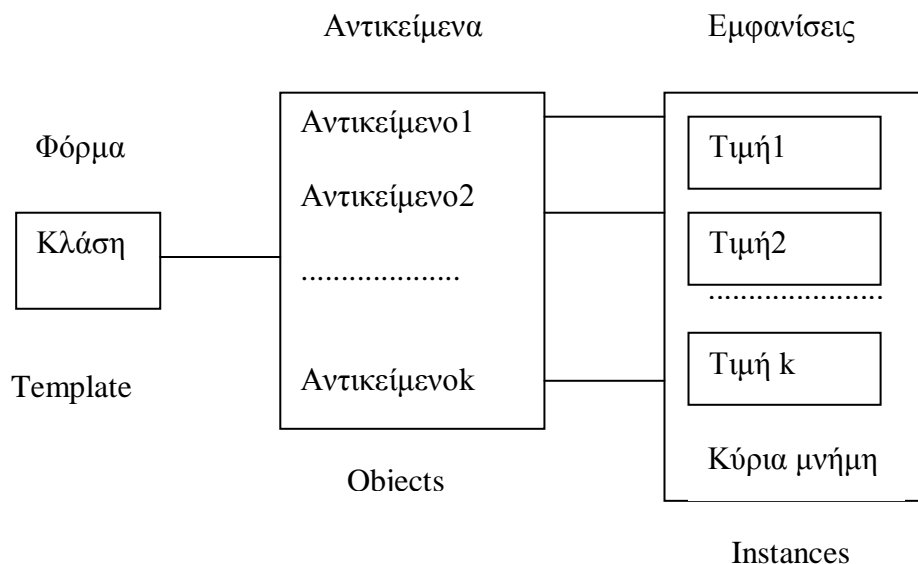 Αντικείμενα
Εμφανίσεις
Φόρμα
Κλάση
Template
Αντικείμενο1
Αντικείμενο2
...................
Αντικείμενοk
Obiects
Τιμή1
Τιμή2
.....................
Τιμή k
Κύρια μνήμη
Instances